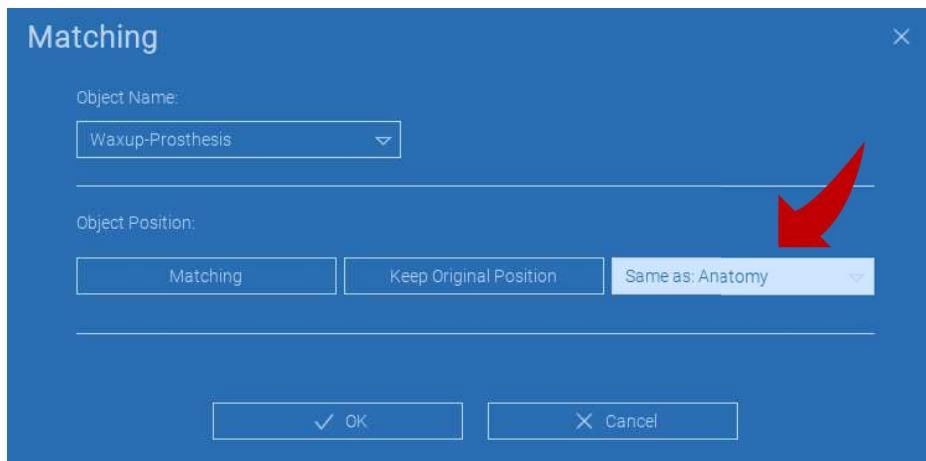 Matching
Object Name:
Waxup-Prosthesis
Object Position:
Matching Keep Original Position Same as: Anatomy
OK Cancel